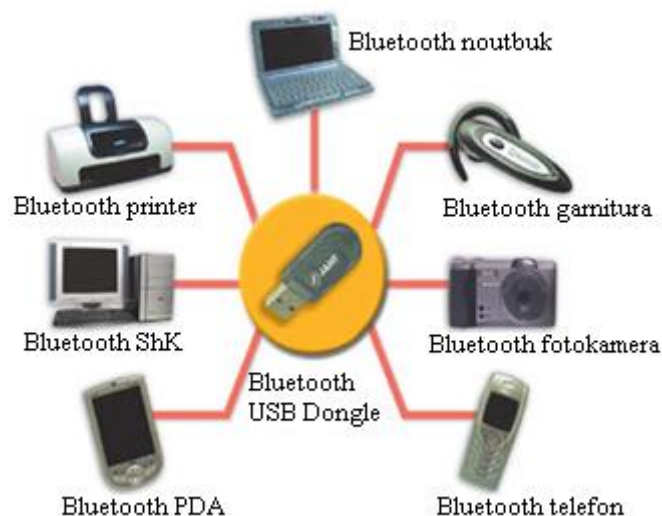 Bluetooth noutbuk
Bluetooth printer
Bluetooth garnitura
Bluetooth ShK
Bluetooth fotokamera
Bluetooth
USB Dongle
Bluetooth PDA
Bluetooth telefon